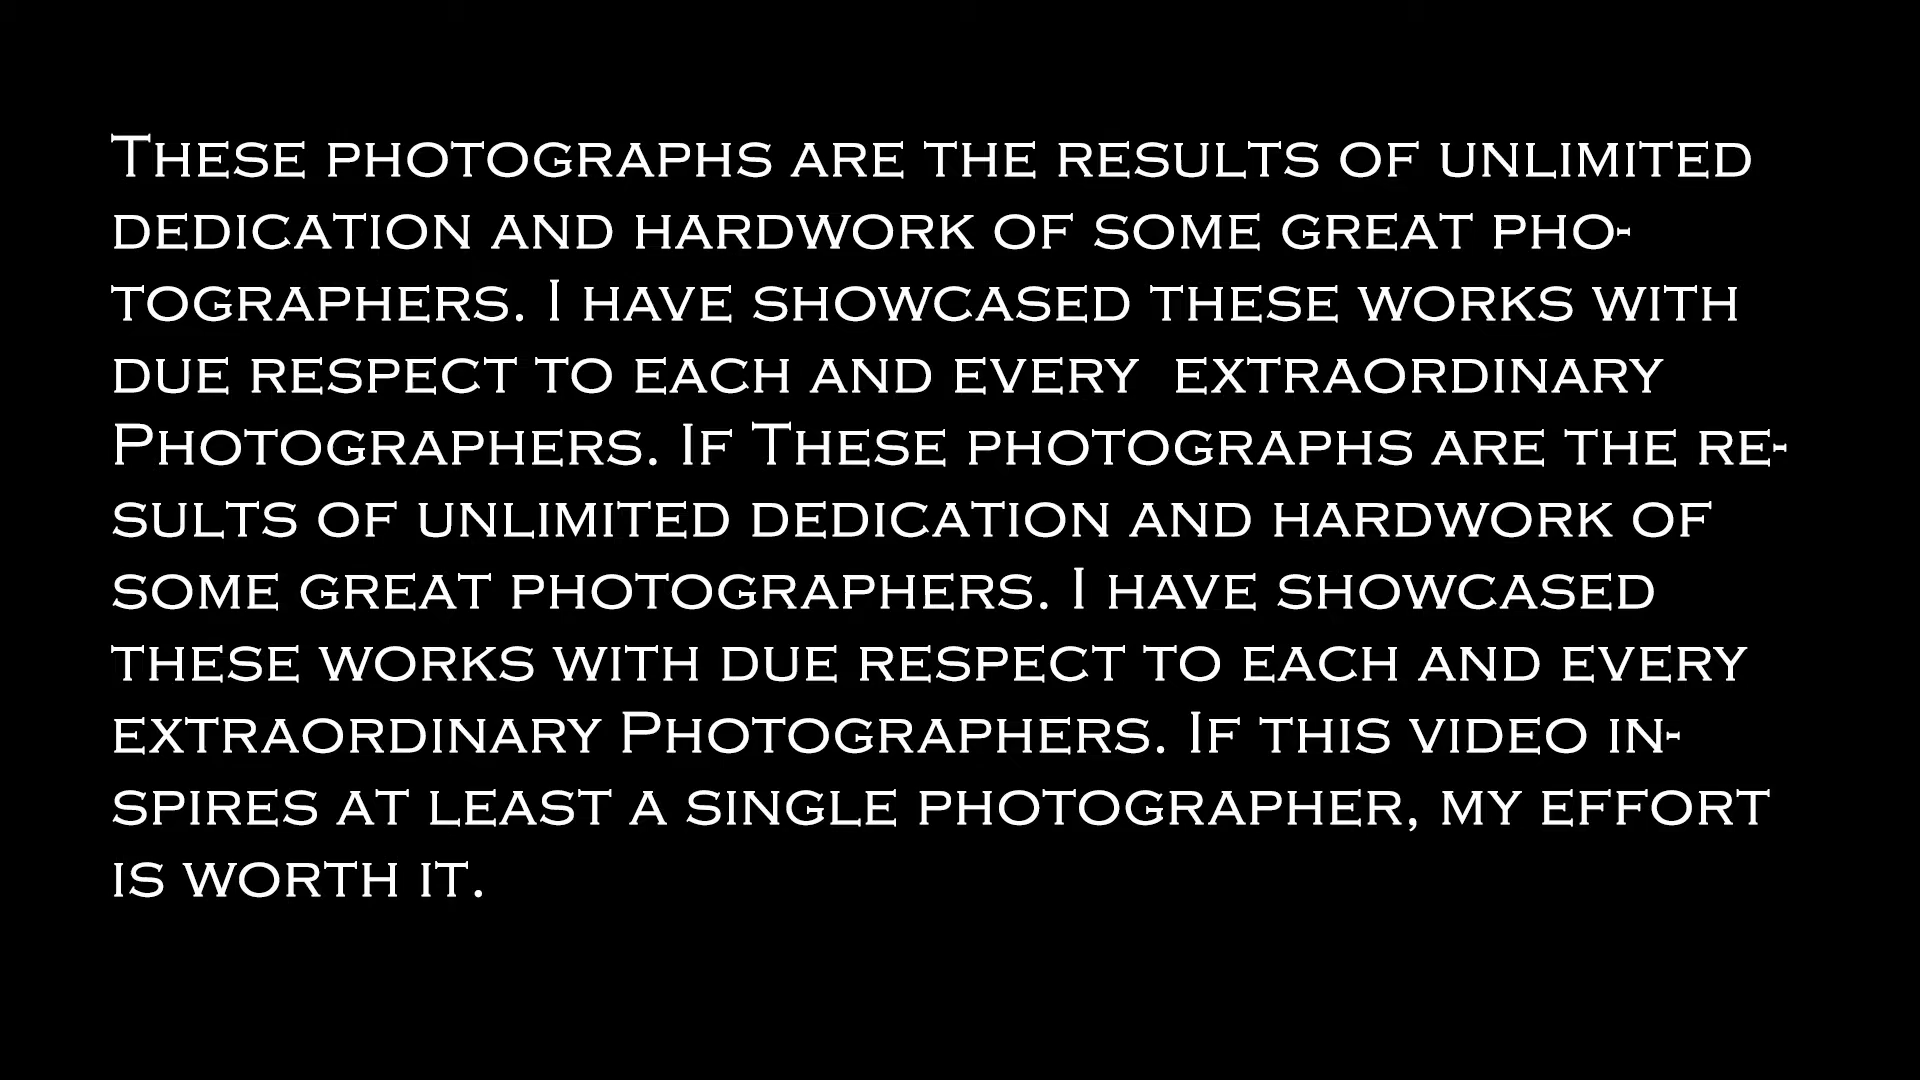 These photographs are the results of unlimited
dedication and hardwork of some great pho-
tographers. I have showcased these works with
due respect to each and every  extraordinary
Photographers. If These photographs are the re-
sults of unlimited dedication and hardwork of
some great photographers. I have showcased
these works with due respect to each and every
extraordinary Photographers. If this video in-
spires at least a single photographer, my effort
is worth it.